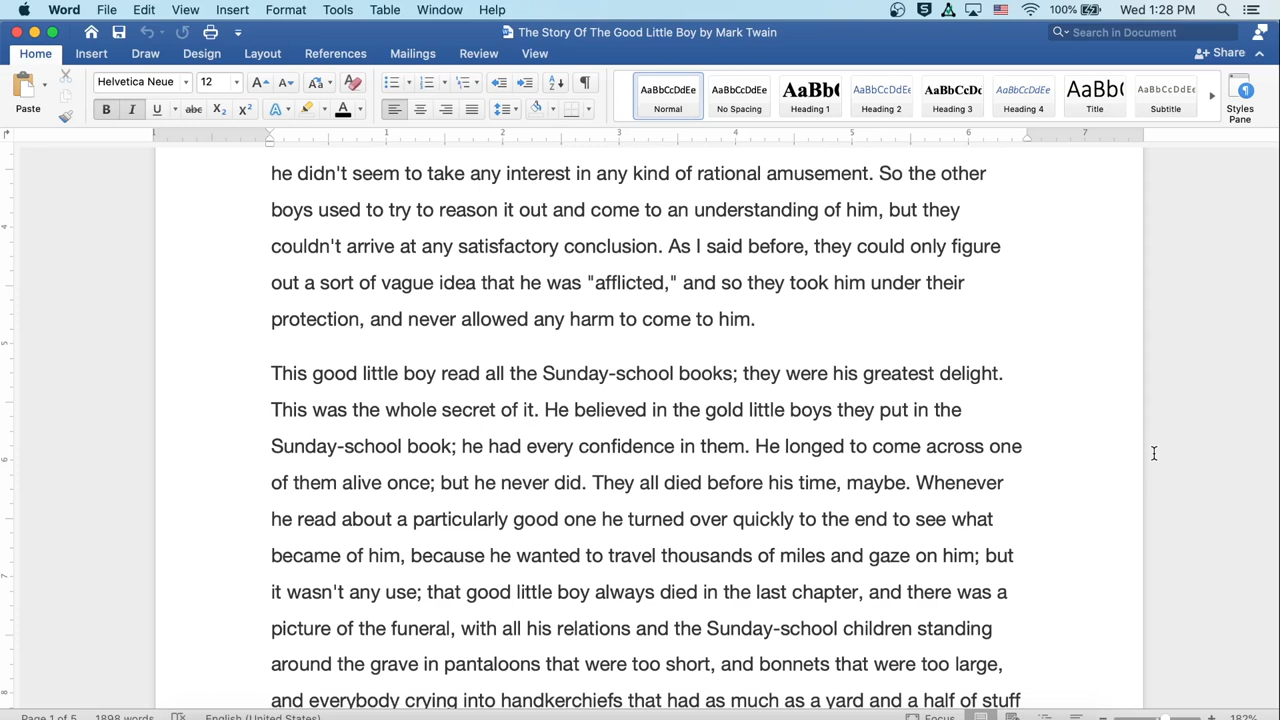 Word File Edit View Insert Format Tools Table Window Help 100% Wed 1:28 PM
The Story Of The Good Little Boy by Mark Twain Search in Document
Home Insert Draw Design Layout References Mailings Review View Share
Paste Helvetica Neue 12 AaBbCcDdEe Normal AaBbCcDdEe No Spacing AaBb( Heading 1 AaBbCcDdE Heading 2 AaBbCcDc Heading 3 AaBbCcDdEe Heading 4 AaBb( Title AaBbCcDdEe Subtitle Styles Pane
1 1 2 3 4 5 6 7
he didn't seem to take any interest in any kind of rational amusement. So the other
boys used to try to reason it out and come to an understanding of him, but they
couldn't arrive at any satisfactory conclusion. As I said before, they could only figure
out a sort of vague idea that he was "afflicted," and so they took him under their
protection, and never allowed any harm to come to him.
This good little boy read all the Sunday-school books; they were his greatest delight.
This was the whole secret of it. He believed in the gold little boys they put in the
Sunday-school book; he had every confidence in them. He longed to come across one
of them alive once; but he never did. They all died before his time, maybe. Whenever
he read about a particularly good one he turned over quickly to the end to see what
became of him, because he wanted to travel thousands of miles and gaze on him; but
it wasn't any use; that good little boy always died in the last chapter, and there was a
picture of the funeral, with all his relations and the Sunday-school children standing
around the grave in pantaloons that were too short, and bonnets that were too large,
and everybody crying into handkerchiefs that had as much as a yard and a half of stuff
Page 1 of 5 1898 words English (United States) Focus 182%